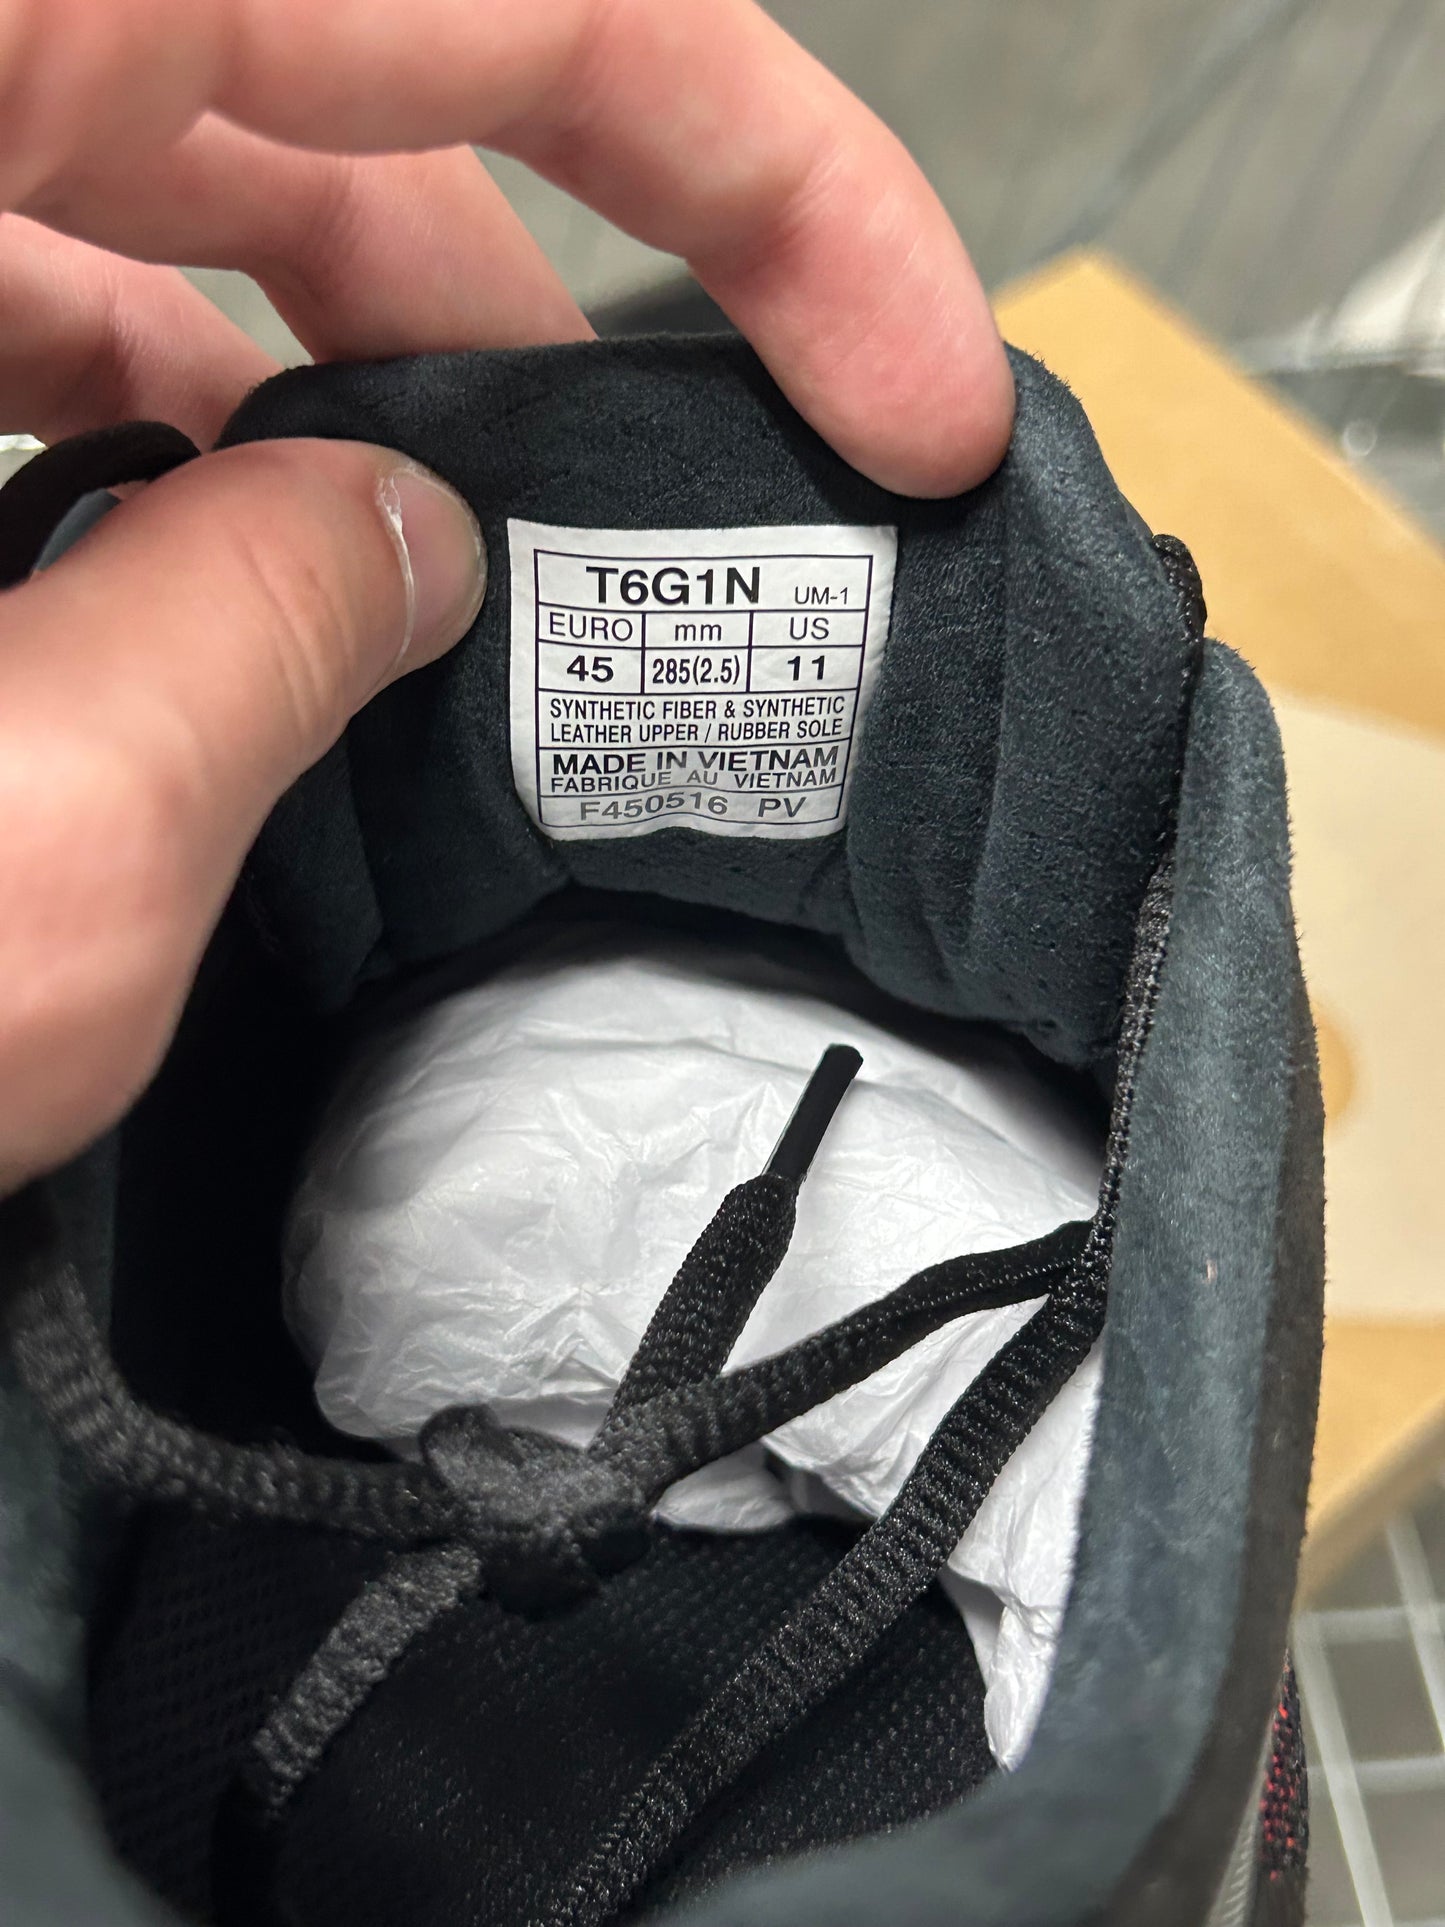 T6G1N UM-1
EURO mm US
45 285(2.5) 11
SYNTHETIC FIBER & SYNTHETIC
LEATHER UPPER / RUBBER SOLE
MADE IN VIETNAM
FABRIQUE AU VIETNAM
F450516 PV